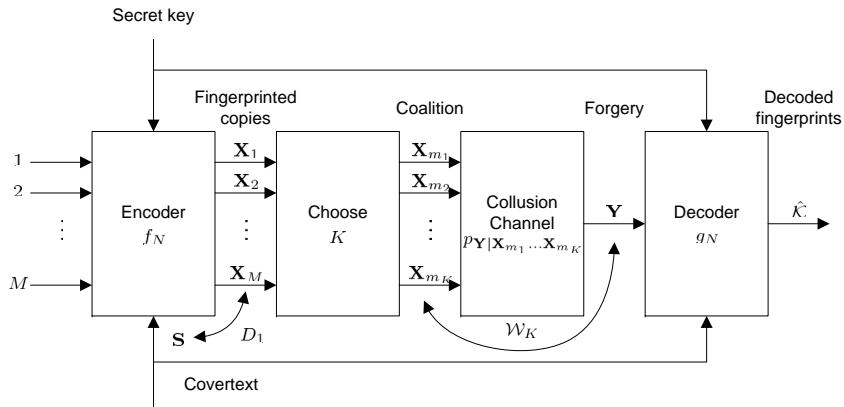 Secret key
Fingerprinted
copies
Coalition
Forgery
Decoded
fingerprints
1
2
⋮
M
Encoder
f_N
X_1
X_2
⋮
X_M
Choose
K
X_{m_1}
X_{m_2}
⋮
X_{m_K}
Collusion
Channel
p_{Y|X_{m_1}...X_{m_K}}
Y
Decoder
g_N
\hat{K}
S
D_1
W_K
Covertext